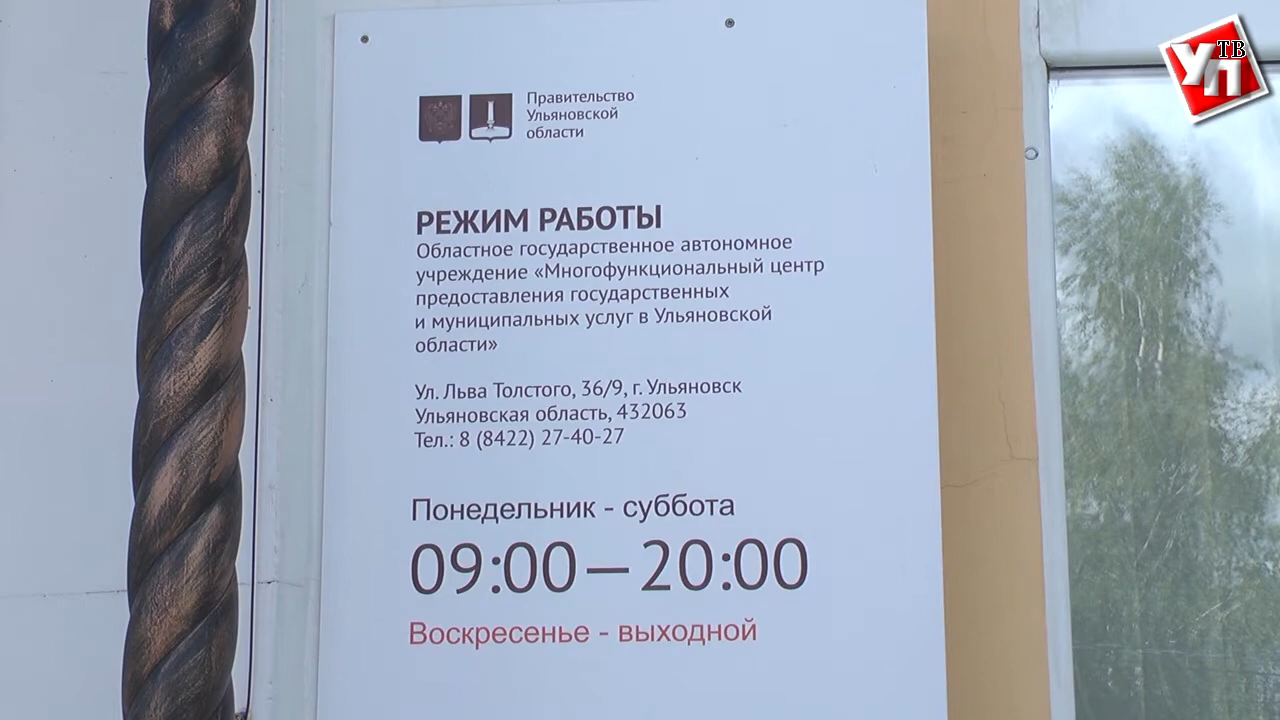 УП
ТВ
Правительство
Ульяновской
области
РЕЖИМ РАБОТЫ
Областное государственное автономное
учреждение «Многофункциональный центр
предоставления государственных
и муниципальных услуг в Ульяновской
области»
Ул. Льва Толстого, 36/9, г. Ульяновск
Ульяновская область, 432063
Тел.: 8 (8422) 27-40-27
Понедельник - суббота
09:00—20:00
Воскресенье - выходной